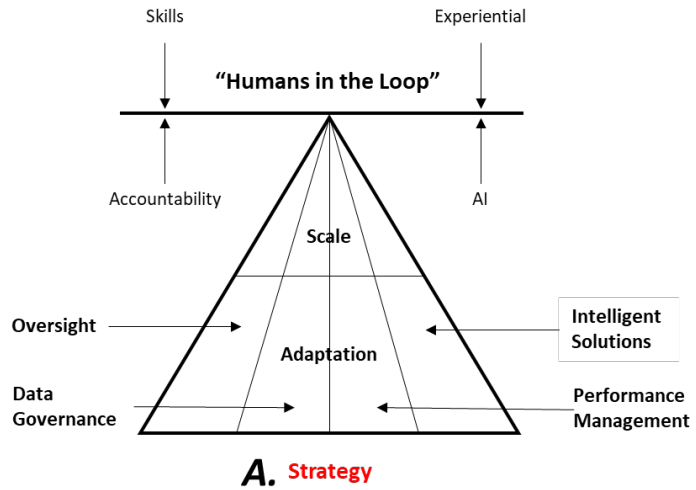 Skills
Experiential
“Humans in the Loop”
Accountability
AI
Scale
Oversight
Intelligent
Solutions
Adaptation
Data
Governance
Performance
Management
A. Strategy